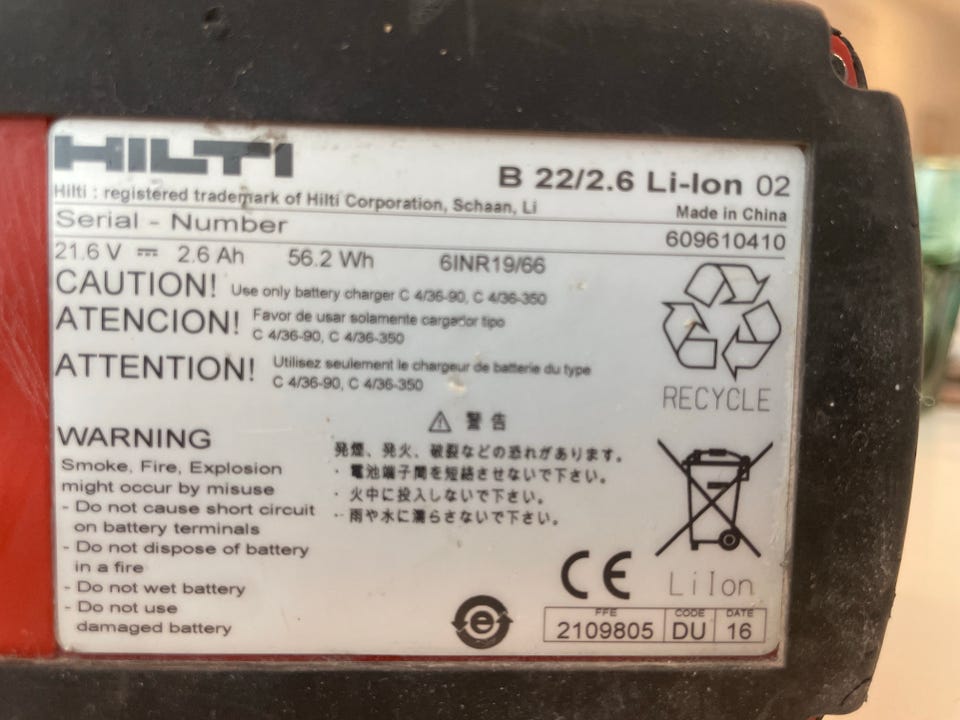 HILTI
B 22/2.6 Li-Ion 02
Hilti : registered trademark of Hilti Corporation, Schaan, Li
Made in China
Serial - Number
609610410
21.6 V ⎓ 2.6 Ah 56.2 Wh 6INR19/66
CAUTION! Use only battery charger C 4/36-90, C 4/36-350
ATENCION! Favor de usar solamente cargador tipo
C 4/36-90, C 4/36-350
ATTENTION! Utilisez seulement le chargeur de batterie du type
C 4/36-90, C 4/36-350
RECYCLE
WARNING
Smoke, Fire, Explosion
might occur by misuse
- Do not cause short circuit
on battery terminals
- Do not dispose of battery
in a fire
- Do not wet battery
- Do not use
damaged battery
⚠ 警告
発煙、発火、破裂などの恐れがあります。
・電池端子間を短絡させないで下さい。
・火中に投入しないで下さい。
・雨や水に濡らさないで下さい。
CE
LiIon
e
FFE CODE DATE
2109805 DU 16